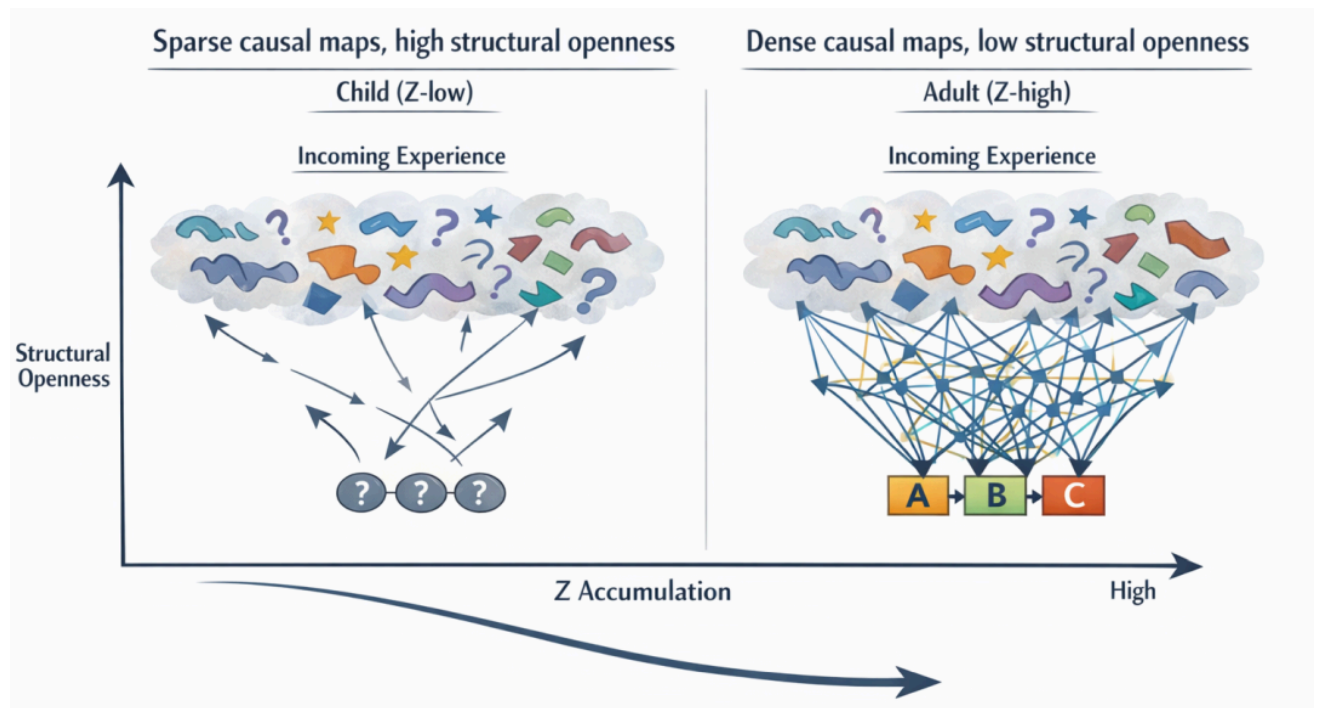 Sparse causal maps, high structural openness
Child (Z-low)
Incoming Experience
? ? ? ? ?
? ? ?
Dense causal maps, low structural openness
Adult (Z-high)
Incoming Experience
? ? ? ?
A B C
Structural
Openness
Z Accumulation
High